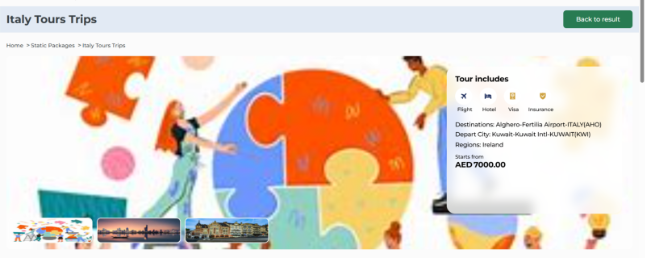 Italy Tours Trips
Back to result
Home > Static Packages > Italy Tours Trips
Tour includes
Flight Hotel Visa Insurance
Destinations: Alghero-Fertilia Airport-ITALY(AHO)
Depart City: Kuwait-Kuwait Intl-KUWAIT(KWI)
Regions: Ireland
Starts from
AED 7000.00